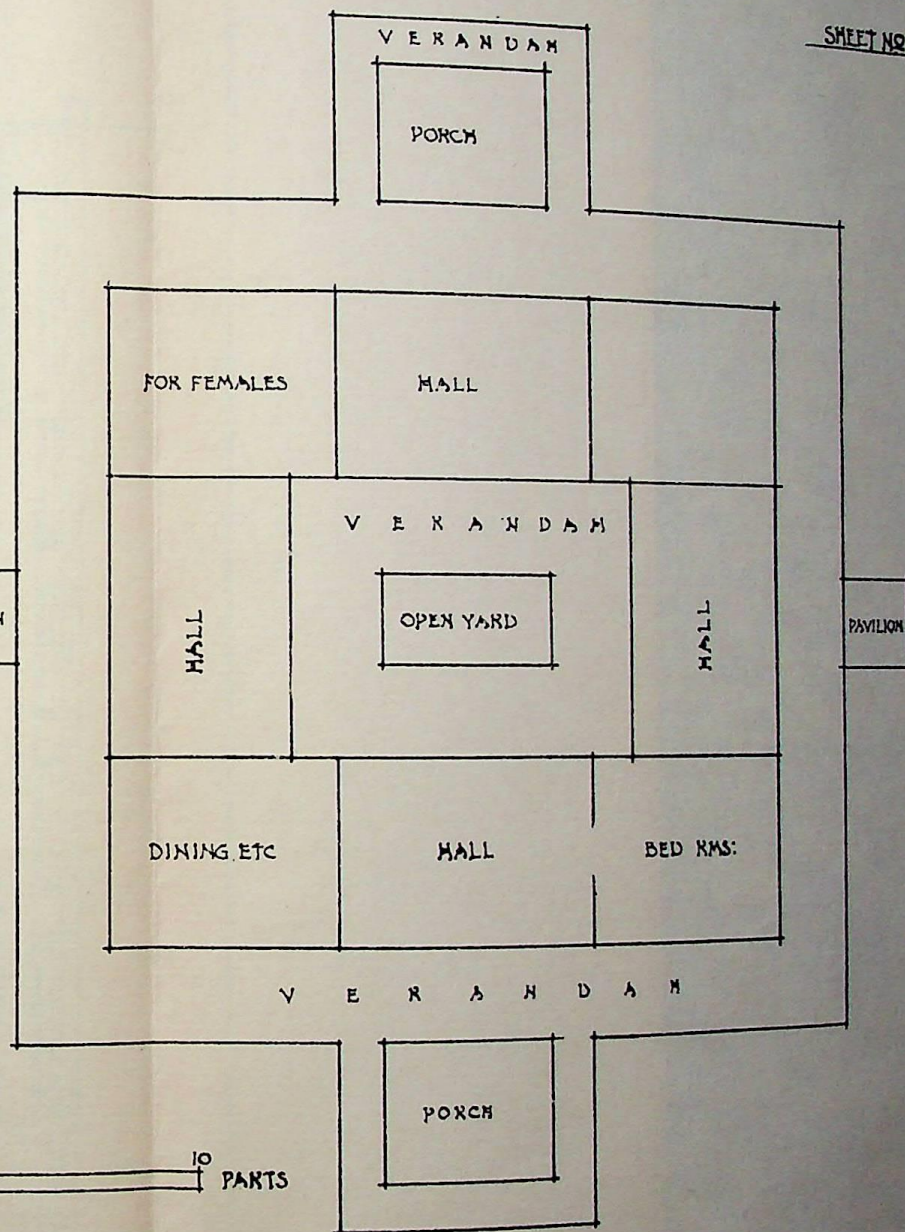 VERANDAH
SHEET NO
PORCH
FOR FEMALES
HALL
VERANDAH
OPEN YARD
HALL
HALL
PAVILION
DINING. ETC
HALL
BED RMS:
VERANDAH
PORCH
10
PARTS